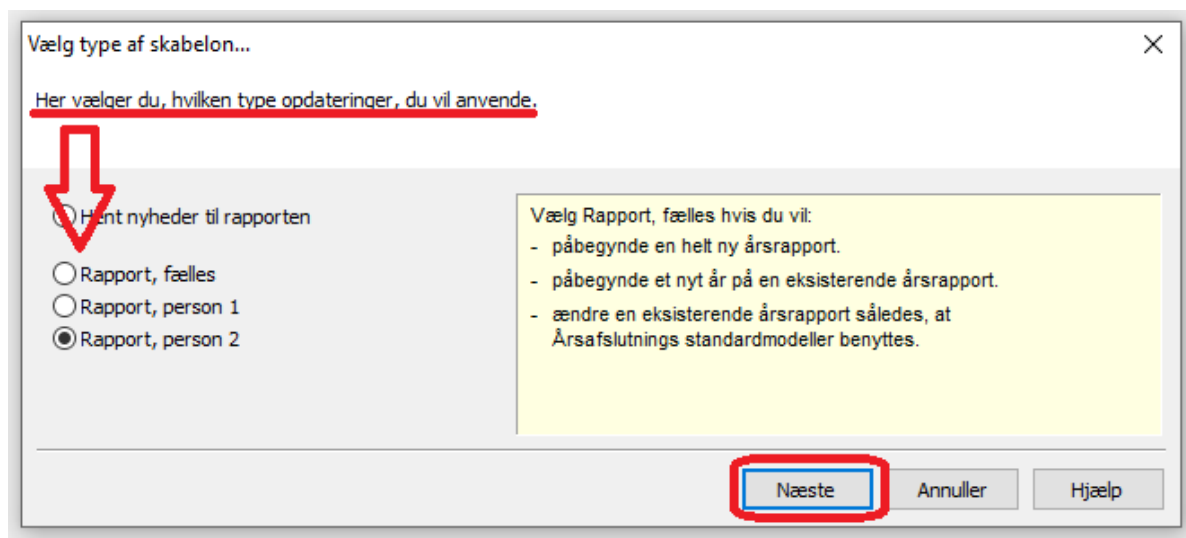 Vælg type af skabelon...
Her vælger du, hvilken type opdateringer, du vil anvende.
Hent nyheder til rapporten
Rapport, fælles
Rapport, person 1
Rapport, person 2
Vælg Rapport, fælles hvis du vil:
- påbegynde en helt ny årsrapport.
- påbegynde et nyt år på en eksisterende årsrapport.
- ændre en eksisterende årsrapport således, at
Årsafslutnings standardmodeller benyttes.
Næste
Annuller
Hjælp